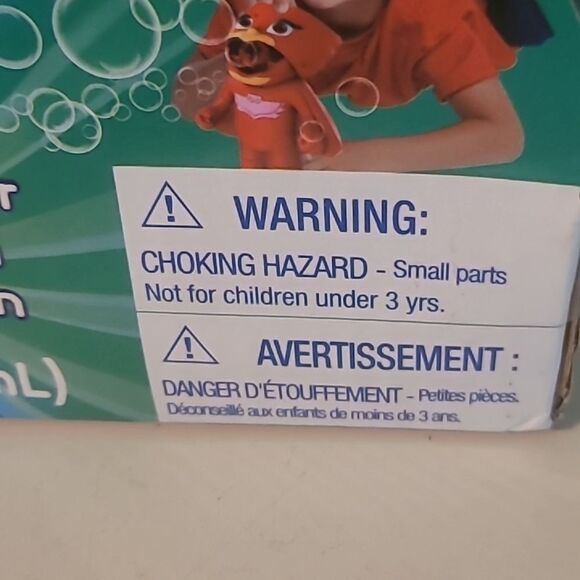 WARNING:
CHOKING HAZARD - Small parts
Not for children under 3 yrs.
AVERTISSEMENT :
DANGER D'ÉTOUFFEMENT - Petites pièces.
Déconseillé aux enfants de moins de 3 ans.